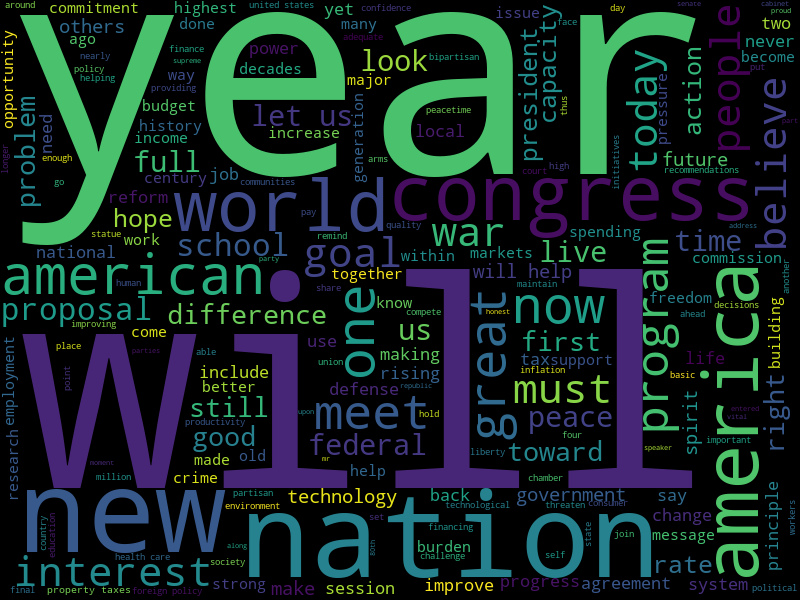 around
commitment
highest
united states
yet
confidence
day
senate
cabinet
others
done
many
issue
face
proud
two
ago
finance
nearly
power
adequate
bipartisan
never
opportunity
policy
supreme
decades
look
president
capacity
people
become
helping
way
major
put
problem
need
budget
providing
let us
peacetime
thus
today
pressure
action
believe
history
increase
local
part
longer
enough
income
generation
arms
initiatives
year
full
job
high
court
future
go
century
communities
recommendations
reform
world
congress
hope
pay
quality
address
statue
work
remind
war
spending
time
national
school
goal
within
markets
live
commission
party
human
share
together
will help
maintain
another
american
one
know
compete
great
now
program
freedom
decisions
proposal
difference
us
honest
first
ahead
america
building
improving
come
use
union
making
tax
support
life
place
able
rising
inflation
basic
right
research
employment
parties
include
defense
republic
must
spirit
point
better
still
meet
hold
peace
important
entered
vital
will
productivity
upon
four
good
federal
liberty
toward
speaker
made
old
mr
chamber
moment
million
crime
help
new
partisan
technology
back
government
say
environment
technological
threaten
consumer
country
education
along
set
nation
financing
state
join
change
principle
workers
society
80th
burden
challenge
self
message
health care
interest
rate
final
property taxes
foreign policy
strong
make
session
improve
progress
agreement
system
political